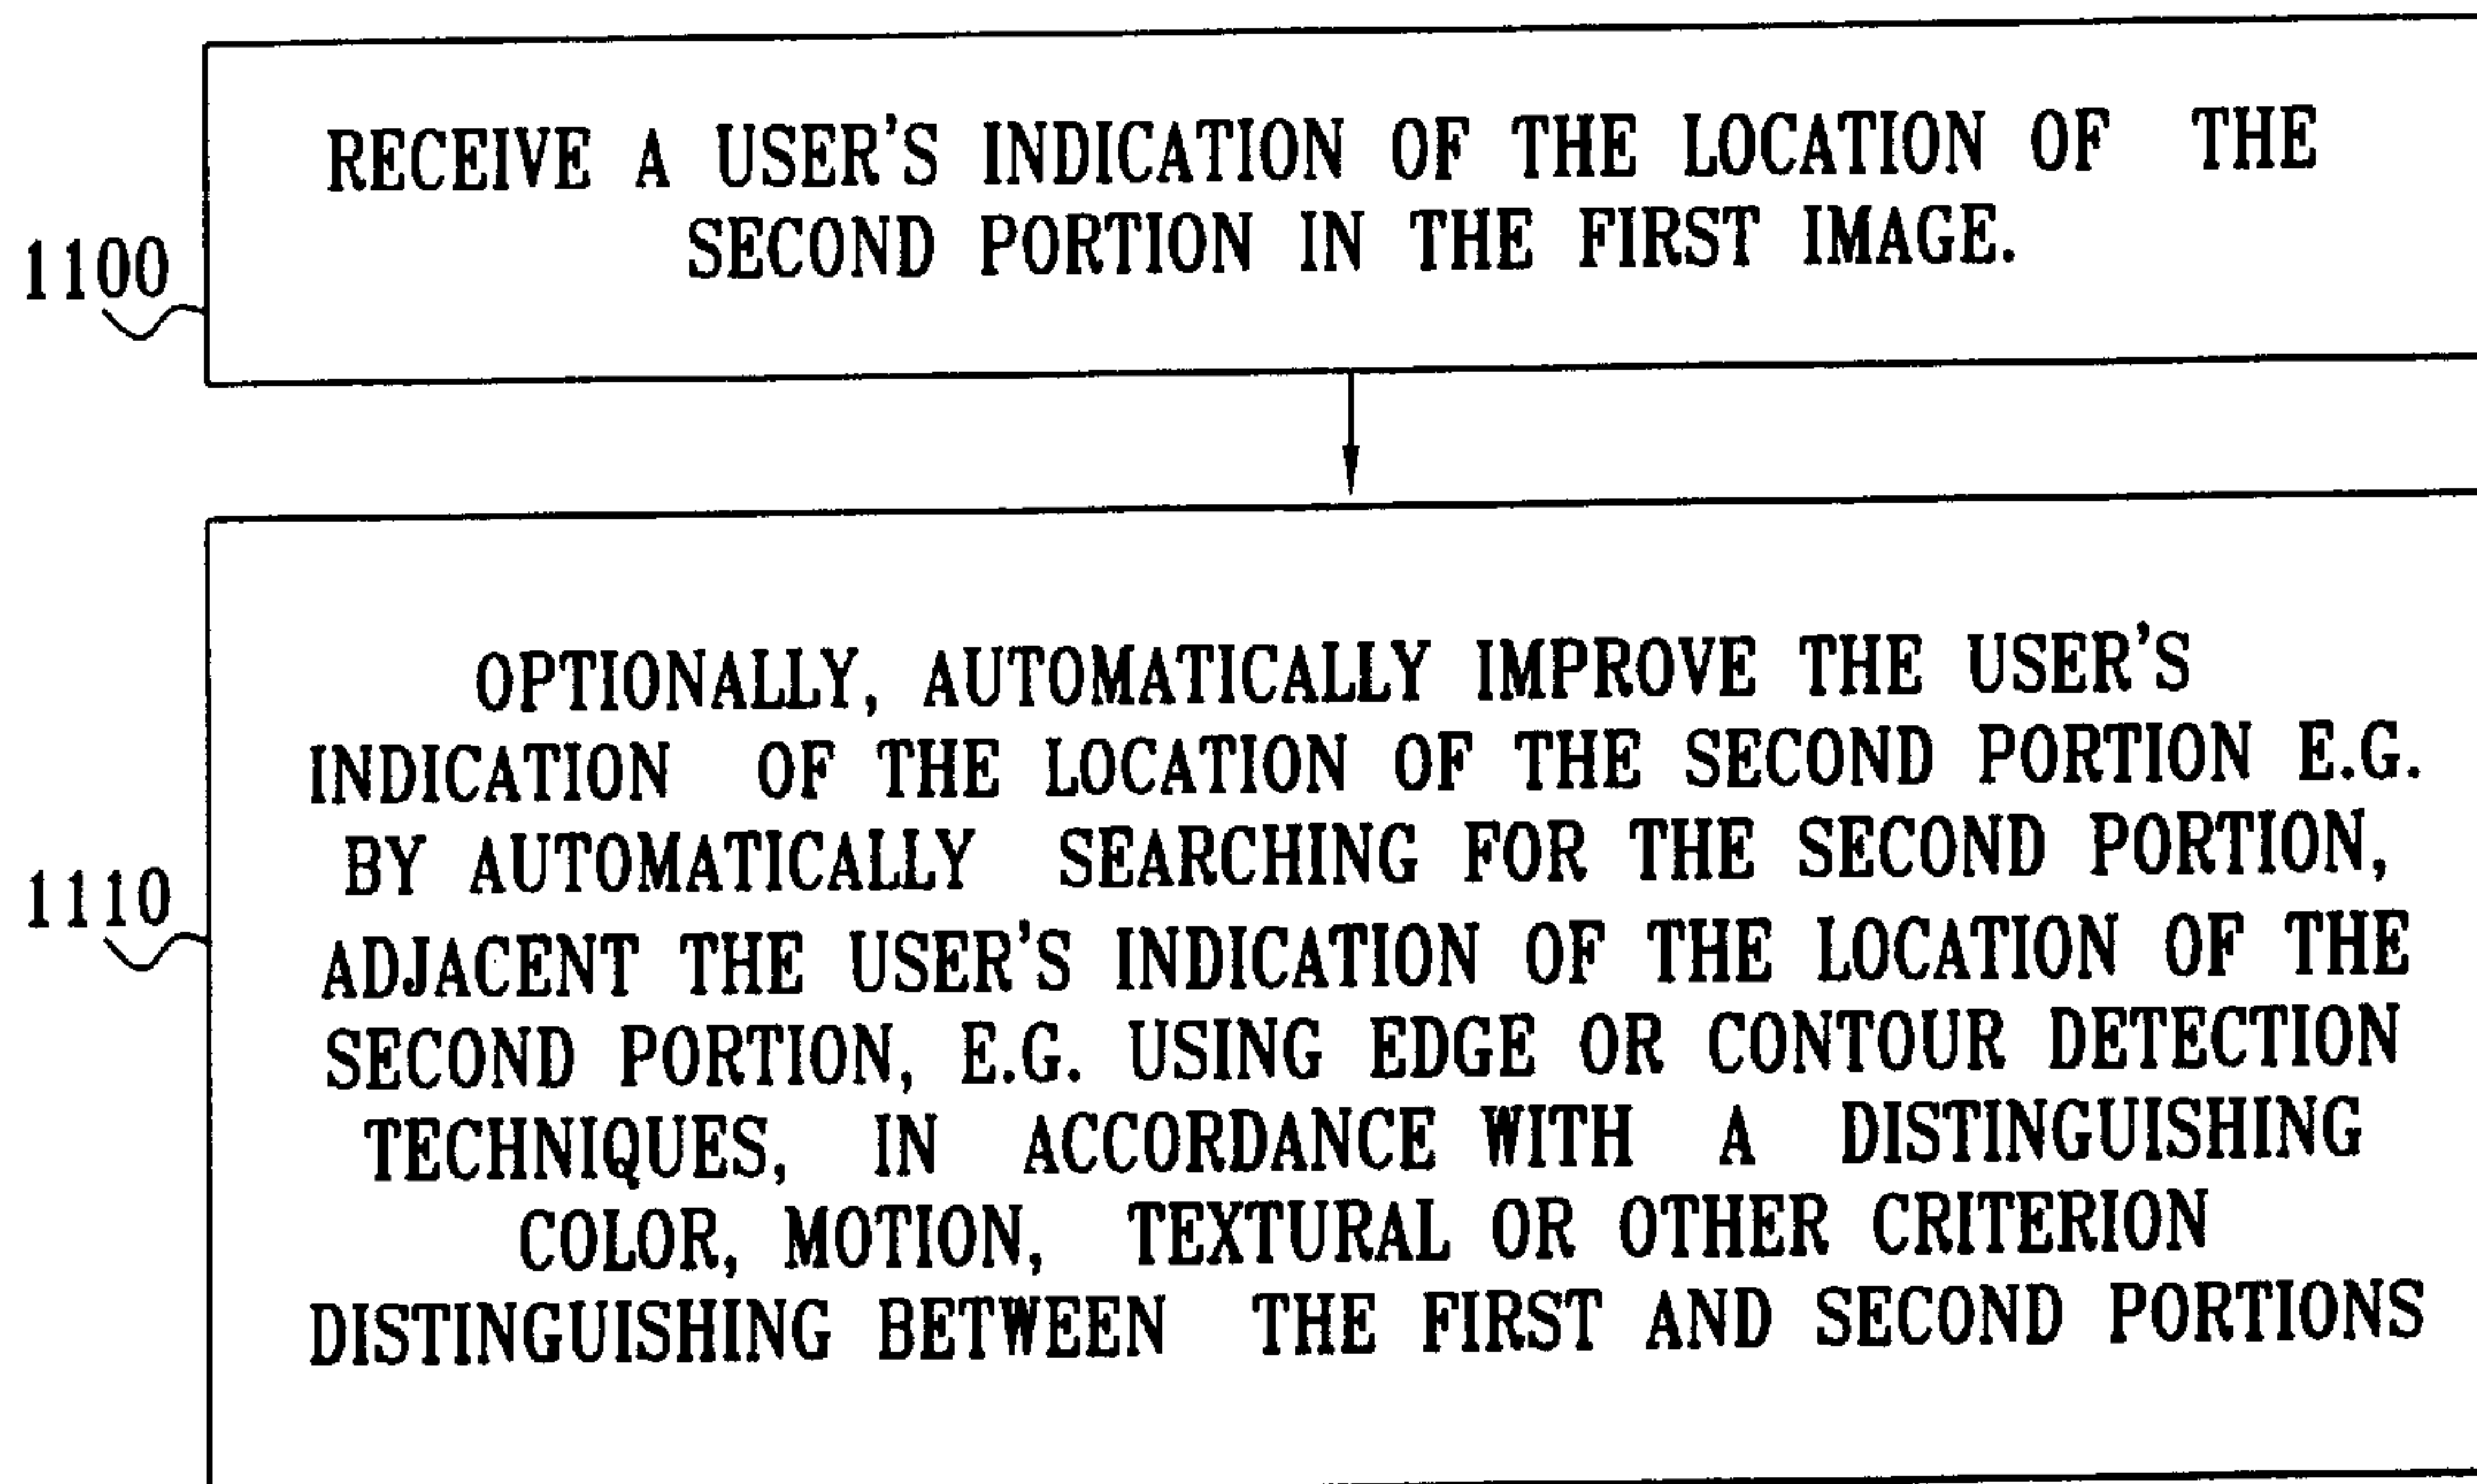 RECEIVE A USER'S INDICATION OF THE LOCATION OF THE
SECOND PORTION IN THE FIRST IMAGE.
1100
OPTIONALLY, AUTOMATICALLY IMPROVE THE USER'S
INDICATION OF THE LOCATION OF THE SECOND PORTION E.G.
BY AUTOMATICALLY SEARCHING FOR THE SECOND PORTION,
1110
ADJACENT THE USER'S INDICATION OF THE LOCATION OF THE
SECOND PORTION, E.G. USING EDGE OR CONTOUR DETECTION
TECHNIQUES, IN ACCORDANCE WITH A DISTINGUISHING
COLOR, MOTION, TEXTURAL OR OTHER CRITERION
DISTINGUISHING BETWEEN THE FIRST AND SECOND PORTIONS